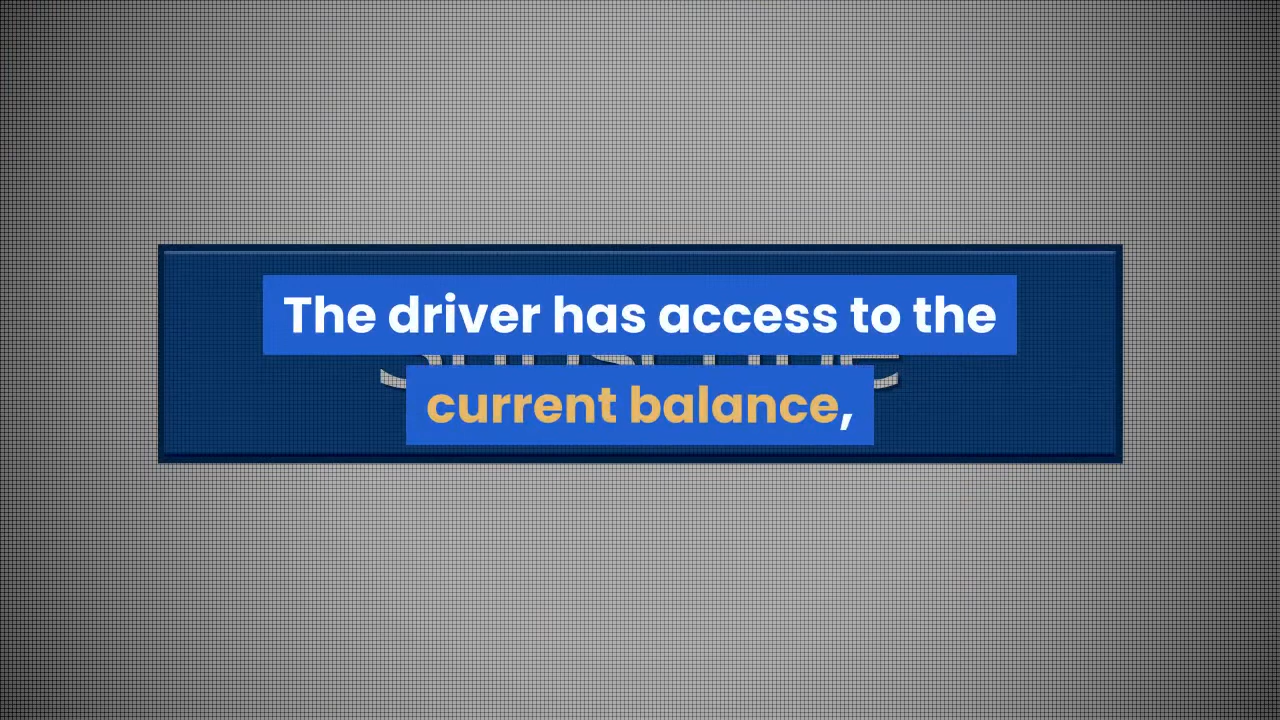 The driver has access to the
current balance,